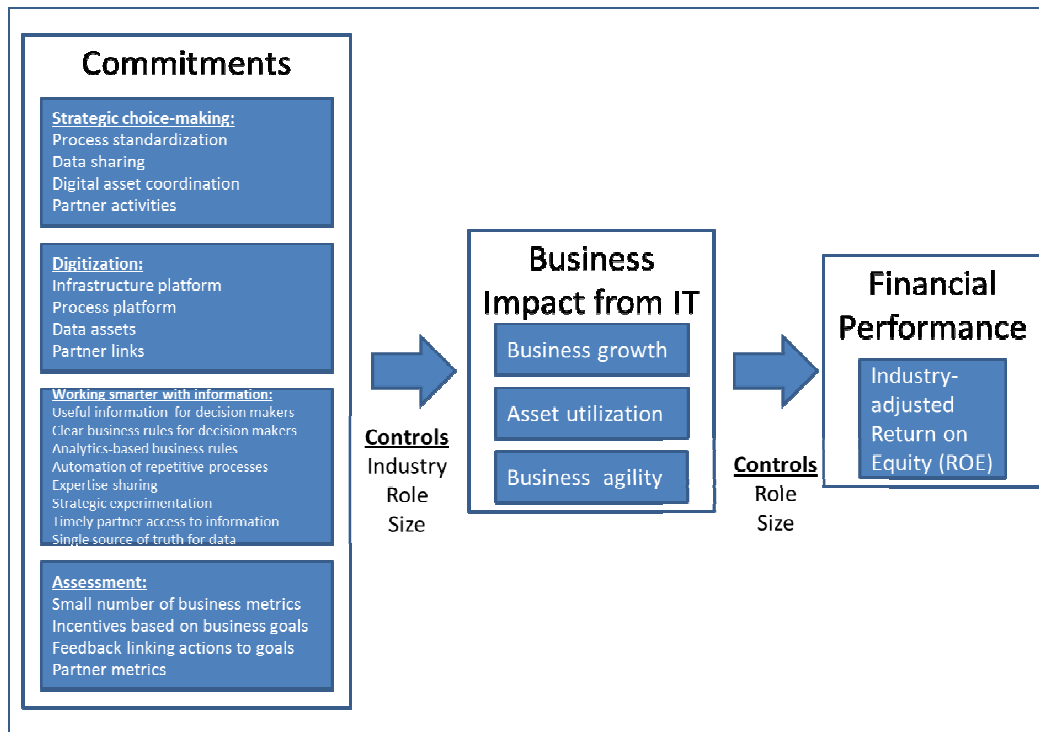 Commitments
Strategic choice-making:
Process standardization
Data sharing
Digital asset coordination
Partner activities
Digitization:
Infrastructure platform
Process platform
Data assets
Partner links
Working smarter with information:
Useful information for decision makers
Clear business rules for decision makers
Analytics-based business rules
Automation of repetitive processes
Expertise sharing
Strategic experimentation
Timely partner access to information
Single source of truth for data
Assessment:
Small number of business metrics
Incentives based on business goals
Feedback linking actions to goals
Partner metrics
Controls
Industry
Role
Size
Business
Impact from IT
Business growth
Asset utilization
Business agility
Controls
Role
Size
Financial
Performance
Industry-
adjusted
Return on
Equity (ROE)